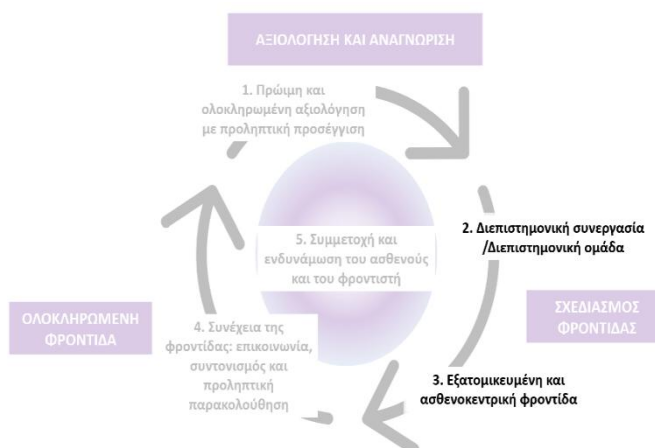 ΑΞΙΟΛΟΓΗΣΗ ΚΑΙ ΑΝΑΓΝΩΡΙΣΗ
1. Πρώιμη και
ολοκληρωμένη αξιολόγηση
με προληπτική προσέγγιση
2. Διεπιστημονική συνεργασία
/Διεπιστημονική ομάδα
5. Συμμετοχή και
ενδυνάμωση του ασθενούς
και του φροντιστή
ΣΧΕΔΙΑΣΜΟΣ
ΦΡΟΝΤΙΔΑΣ
3. Εξατομικευμένη και
ασθενοκεντρική φροντίδα
4. Συνέχεια της
φροντίδας: επικοινωνία,
συντονισμός και
προληπτική
παρακολούθηση
ΟΛΟΚΛΗΡΩΜΕΝΗ
ΦΡΟΝΤΙΔΑ